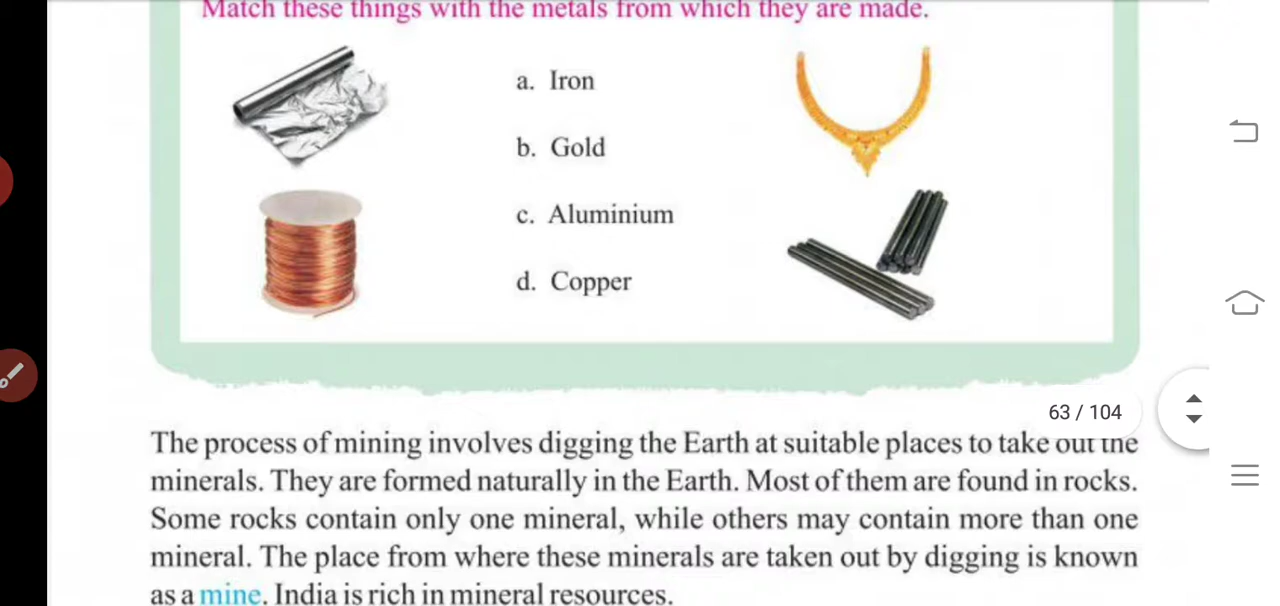 Match these things with the metals from which they are made.
a. Iron
b. Gold
c. Aluminium
d. Copper
63 / 104
The process of mining involves digging the Earth at suitable places to take out the
minerals. They are formed naturally in the Earth. Most of them are found in rocks.
Some rocks contain only one mineral, while others may contain more than one
mineral. The place from where these minerals are taken out by digging is known
as a mine. India is rich in mineral resources.